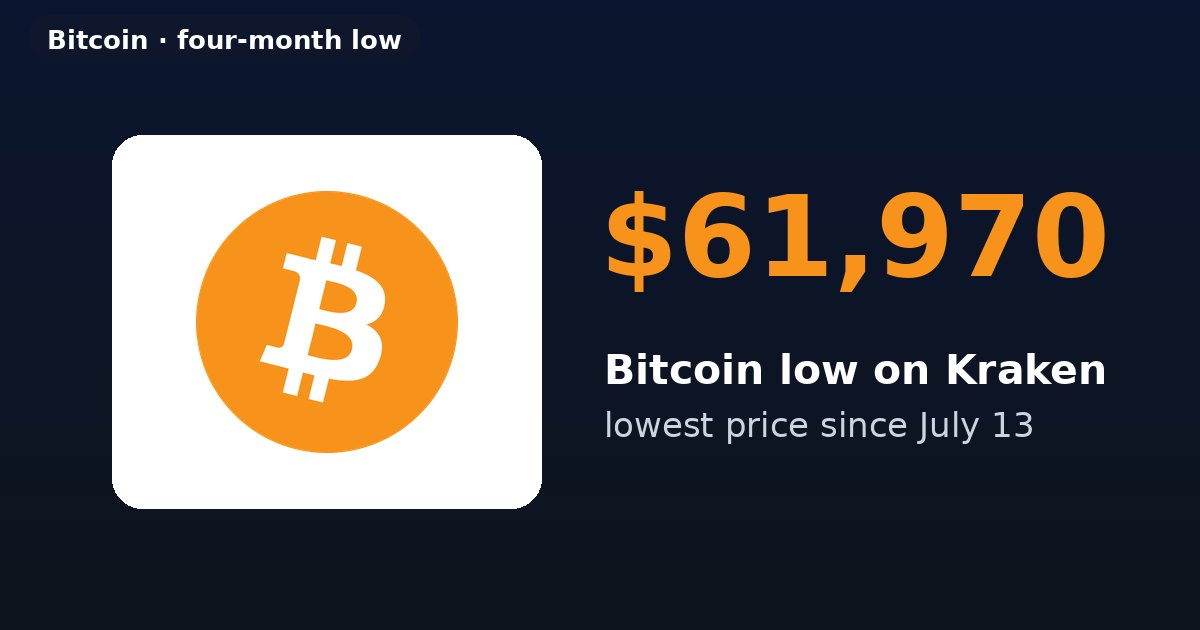 Bitcoin · four-month low
$61,970
Bitcoin low on Kraken
lowest price since July 13